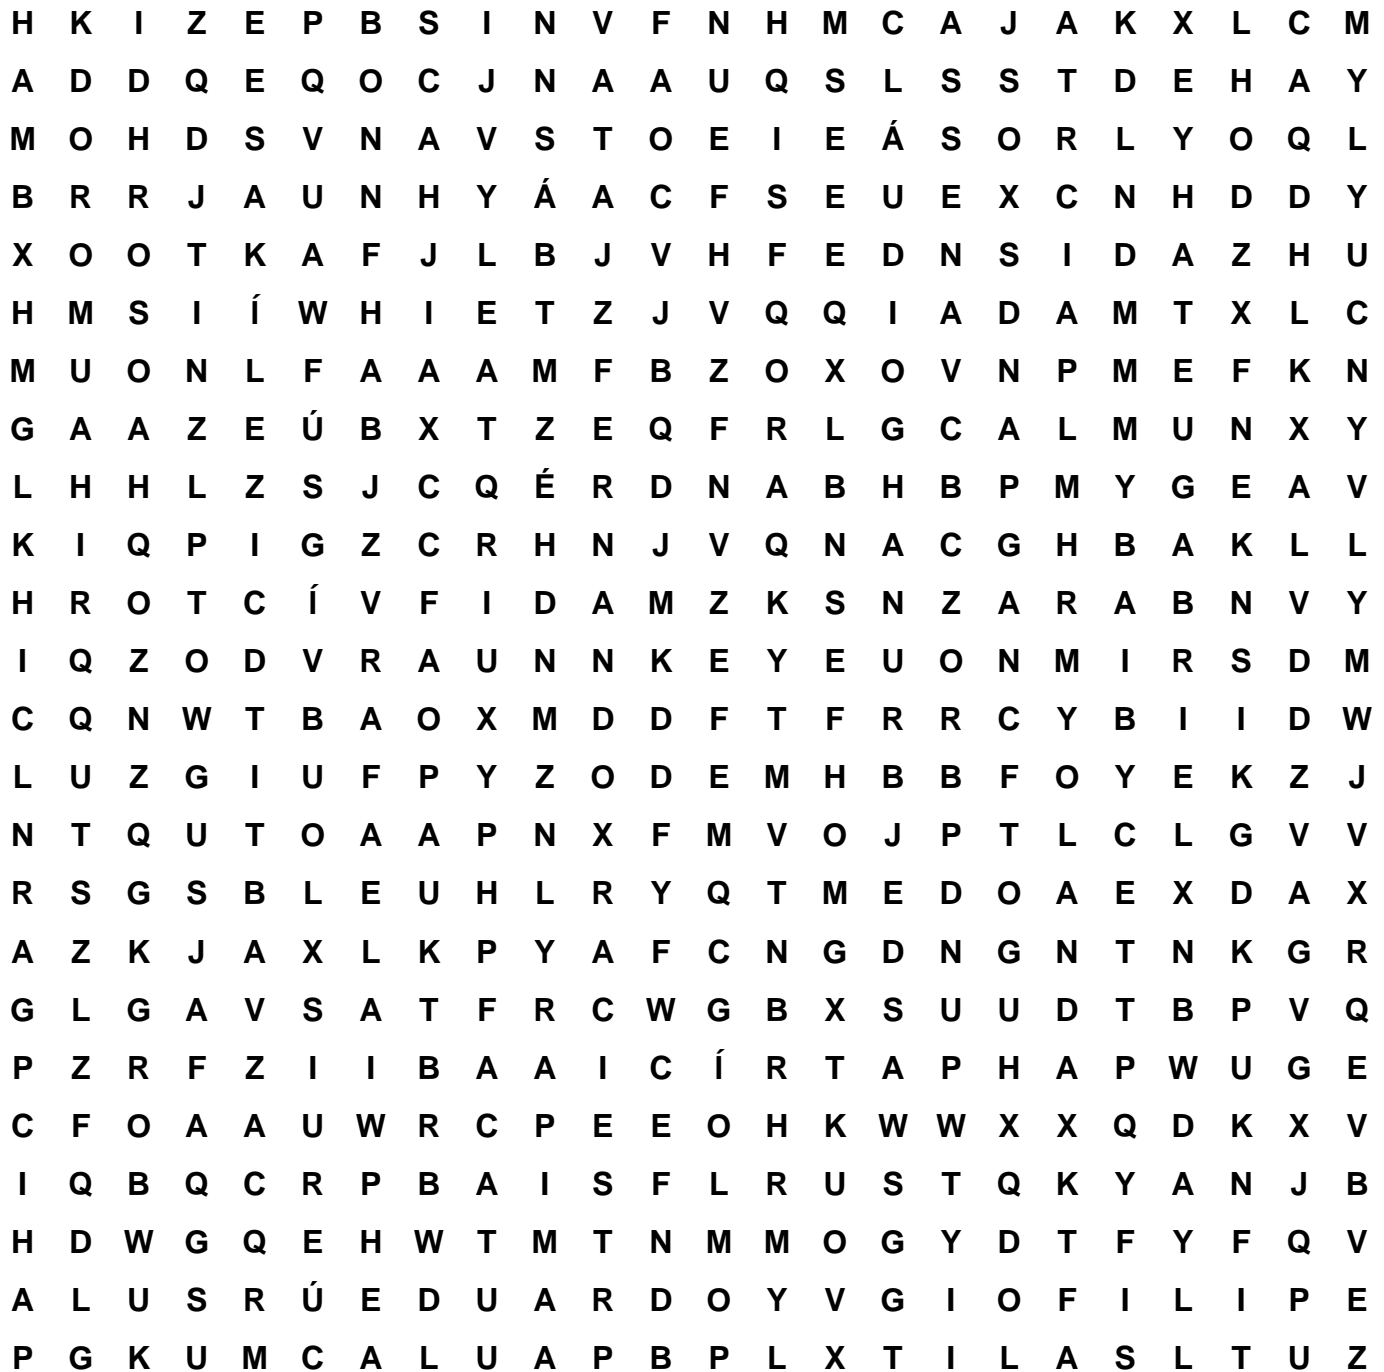 H K I Z E P B S I N V F N H M C A J A K X L C M
A D D Q E Q O C J N A A U Q S L S S T D E H A Y
M O H D S V N A V S T O E I E Á S O R L Y O Q L
B R R J A U N H Y Á A C F S E U E X C N H D D Y
X O O T K A F J L B J V H F E D N S I D A Z H U
H M S I Í W H I E T Z J V Q Q I A D A M T X L C
M U O N L F A A A M F B Z O X O V N P M E F K N
G A A Z E Ú B X T Z E Q F R L G C A L M U N X Y
L H H L Z S J C Q É R D N A B H B P M Y G E A V
K I Q P I G Z C R H N J V Q N A C G H B A K L L
H R O T C Í V F I D A M Z K S N Z A R A B N V Y
I Q Z O D V R A U N N K E Y E U O N M I R S D M
C Q N W T B A O X M D D F T F R R C Y B I I D W
L U Z G I U F P Y Z O D E M H B B F O Y E K Z J
N T Q U T O A A P N X F M V O J P T L C L G V V
R S G S B L E U H L R Y Q T M E D O A E X D A X
A Z K J A X L K P Y A F C N G D N G N T N K G R
G L G A V S A T F R C W G B X S U U D T B P V Q
P Z R F Z I I B A A I C Í R T A P H A P W U G E
C F O A A U W R C P E E O H K W W X X Q D K X V
I Q B Q C R P B A I S F L R U S T Q K Y A N J B
H D W G Q E H W T M T N M M O G Y D T F Y F Q V
A L U S R Ú E D U A R D O Y V G I O F I L I P E
P G K U M C A L U A P B P L X T I L A S L T U Z